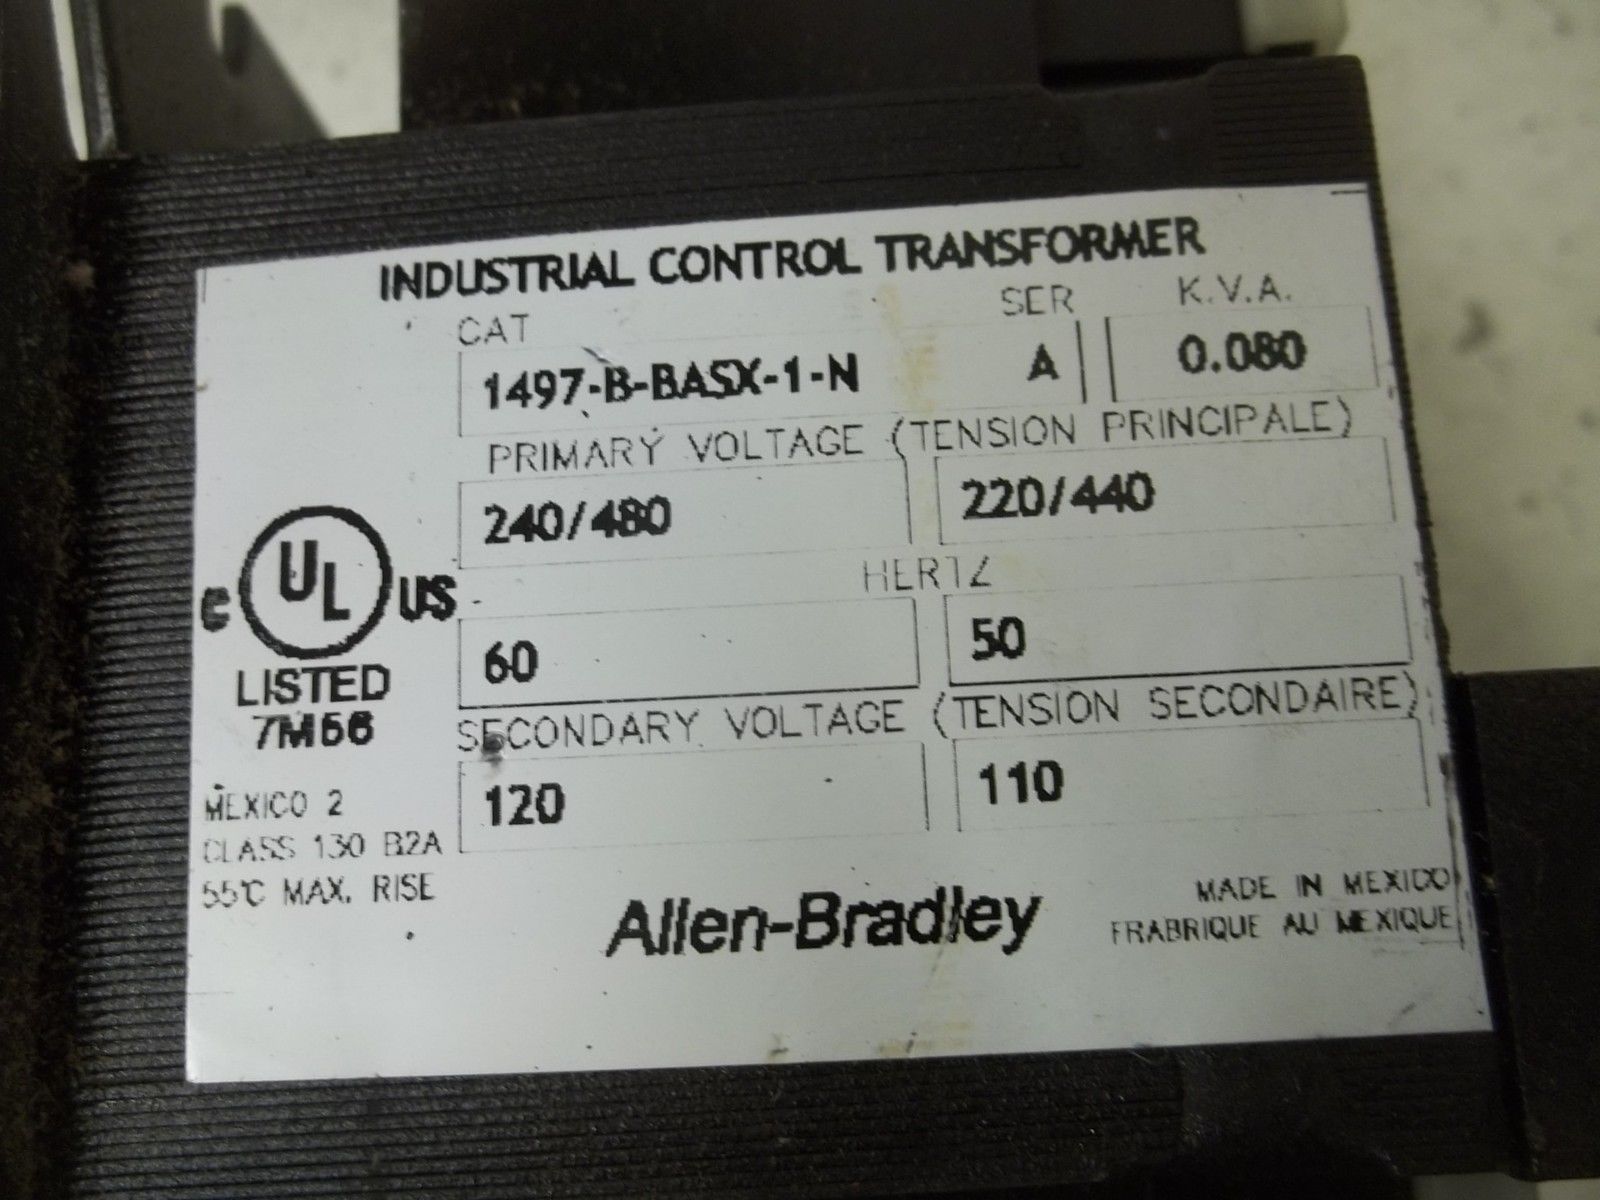 INDUSTRIAL CONTROL TRANSFORMER
CAT SER K.V.A.
1497-B-BASX-1-N A 0.080
PRIMARY VOLTAGE (TENSION PRINCIPALE)
240/480 220/440
HERTZ
60 50
SECONDARY VOLTAGE (TENSION SECONDAIRE)
120 110
c UL US
LISTED
7M56
MEXICO 2
CLASS 130 B2A
55°C MAX. RISE
Allen-Bradley
MADE IN MEXICO
FRABRIQUE AU MEXIQUE